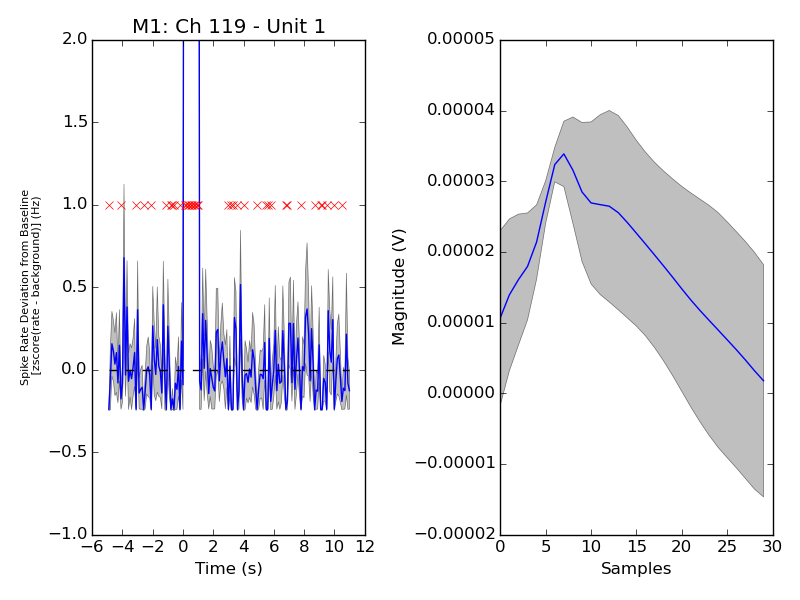 M1: Ch 119 - Unit 1
2.0
1.5
1.0
0.5
0.0
−0.5
−1.0
−6 −4 −2 0 2 4 6 8 10 12
Time (s)
Spike Rate Deviation from Baseline
[zscore(rate - background)] (Hz)
0.00005
0.00004
0.00003
0.00002
0.00001
0.00000
−0.00001
−0.00002
0 5 10 15 20 25 30
Samples
Magnitude (V)